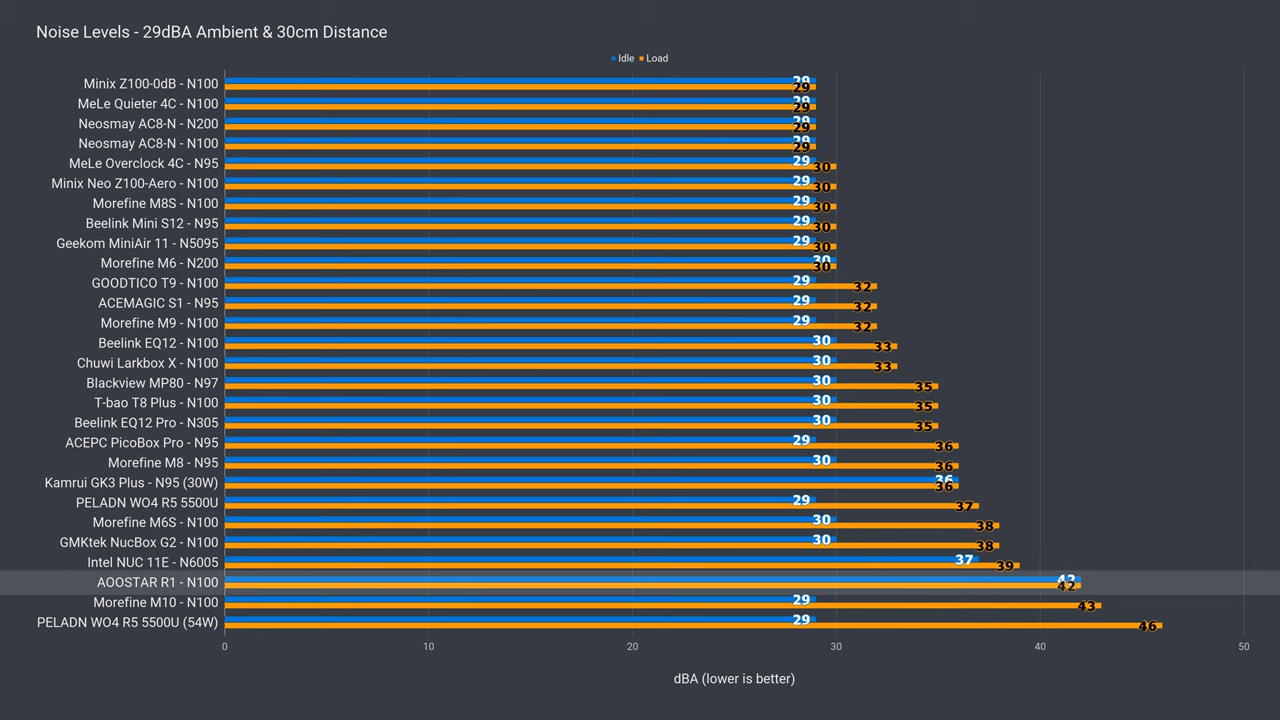 Noise Levels - 29dBA Ambient & 30cm Distance
Idle Load
Minix Z100-0dB - N100 29 29
MeLe Quieter 4C - N100 29 29
Neosmay AC8-N - N200 29 29
Neosmay AC8-N - N100 29 29
MeLe Overclock 4C - N95 29 30
Minix Neo Z100-Aero - N100 29 30
Morefine M8S - N100 29 30
Beelink Mini S12 - N95 29 30
Geekom MiniAir 11 - N5095 29 30
Morefine M6 - N200 30 30
GOODTICO T9 - N100 29 32
ACEMAGIC S1 - N95 29 32
Morefine M9 - N100 29 32
Beelink EQ12 - N100 30 33
Chuwi Larkbox X - N100 30 33
Blackview MP80 - N97 30 35
T-bao T8 Plus - N100 30 35
Beelink EQ12 Pro - N305 30 35
ACEPC PicoBox Pro - N95 29 36
Morefine M8 - N95 30 36
Kamrui GK3 Plus - N95 (30W) 36 36
PELADN WO4 R5 5500U 29 37
Morefine M6S - N100 30 38
GMKtek NucBox G2 - N100 30 38
Intel NUC 11E - N6005 37 39
AOOSTAR R1 - N100 42 42
Morefine M10 - N100 29 43
PELADN WO4 R5 5500U (54W) 29 46
0 10 20 30 40 50
dBA (lower is better)